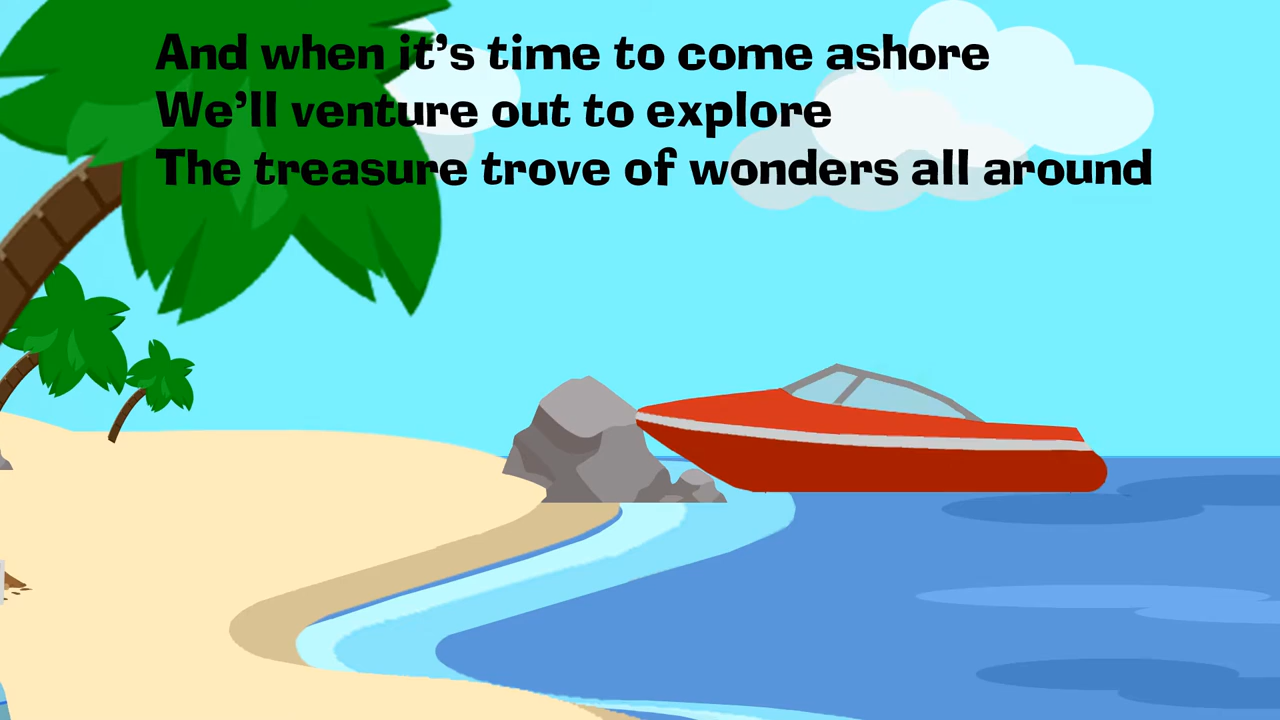 And when it’s time to come ashore
We’ll venture out to explore
The treasure trove of wonders all around